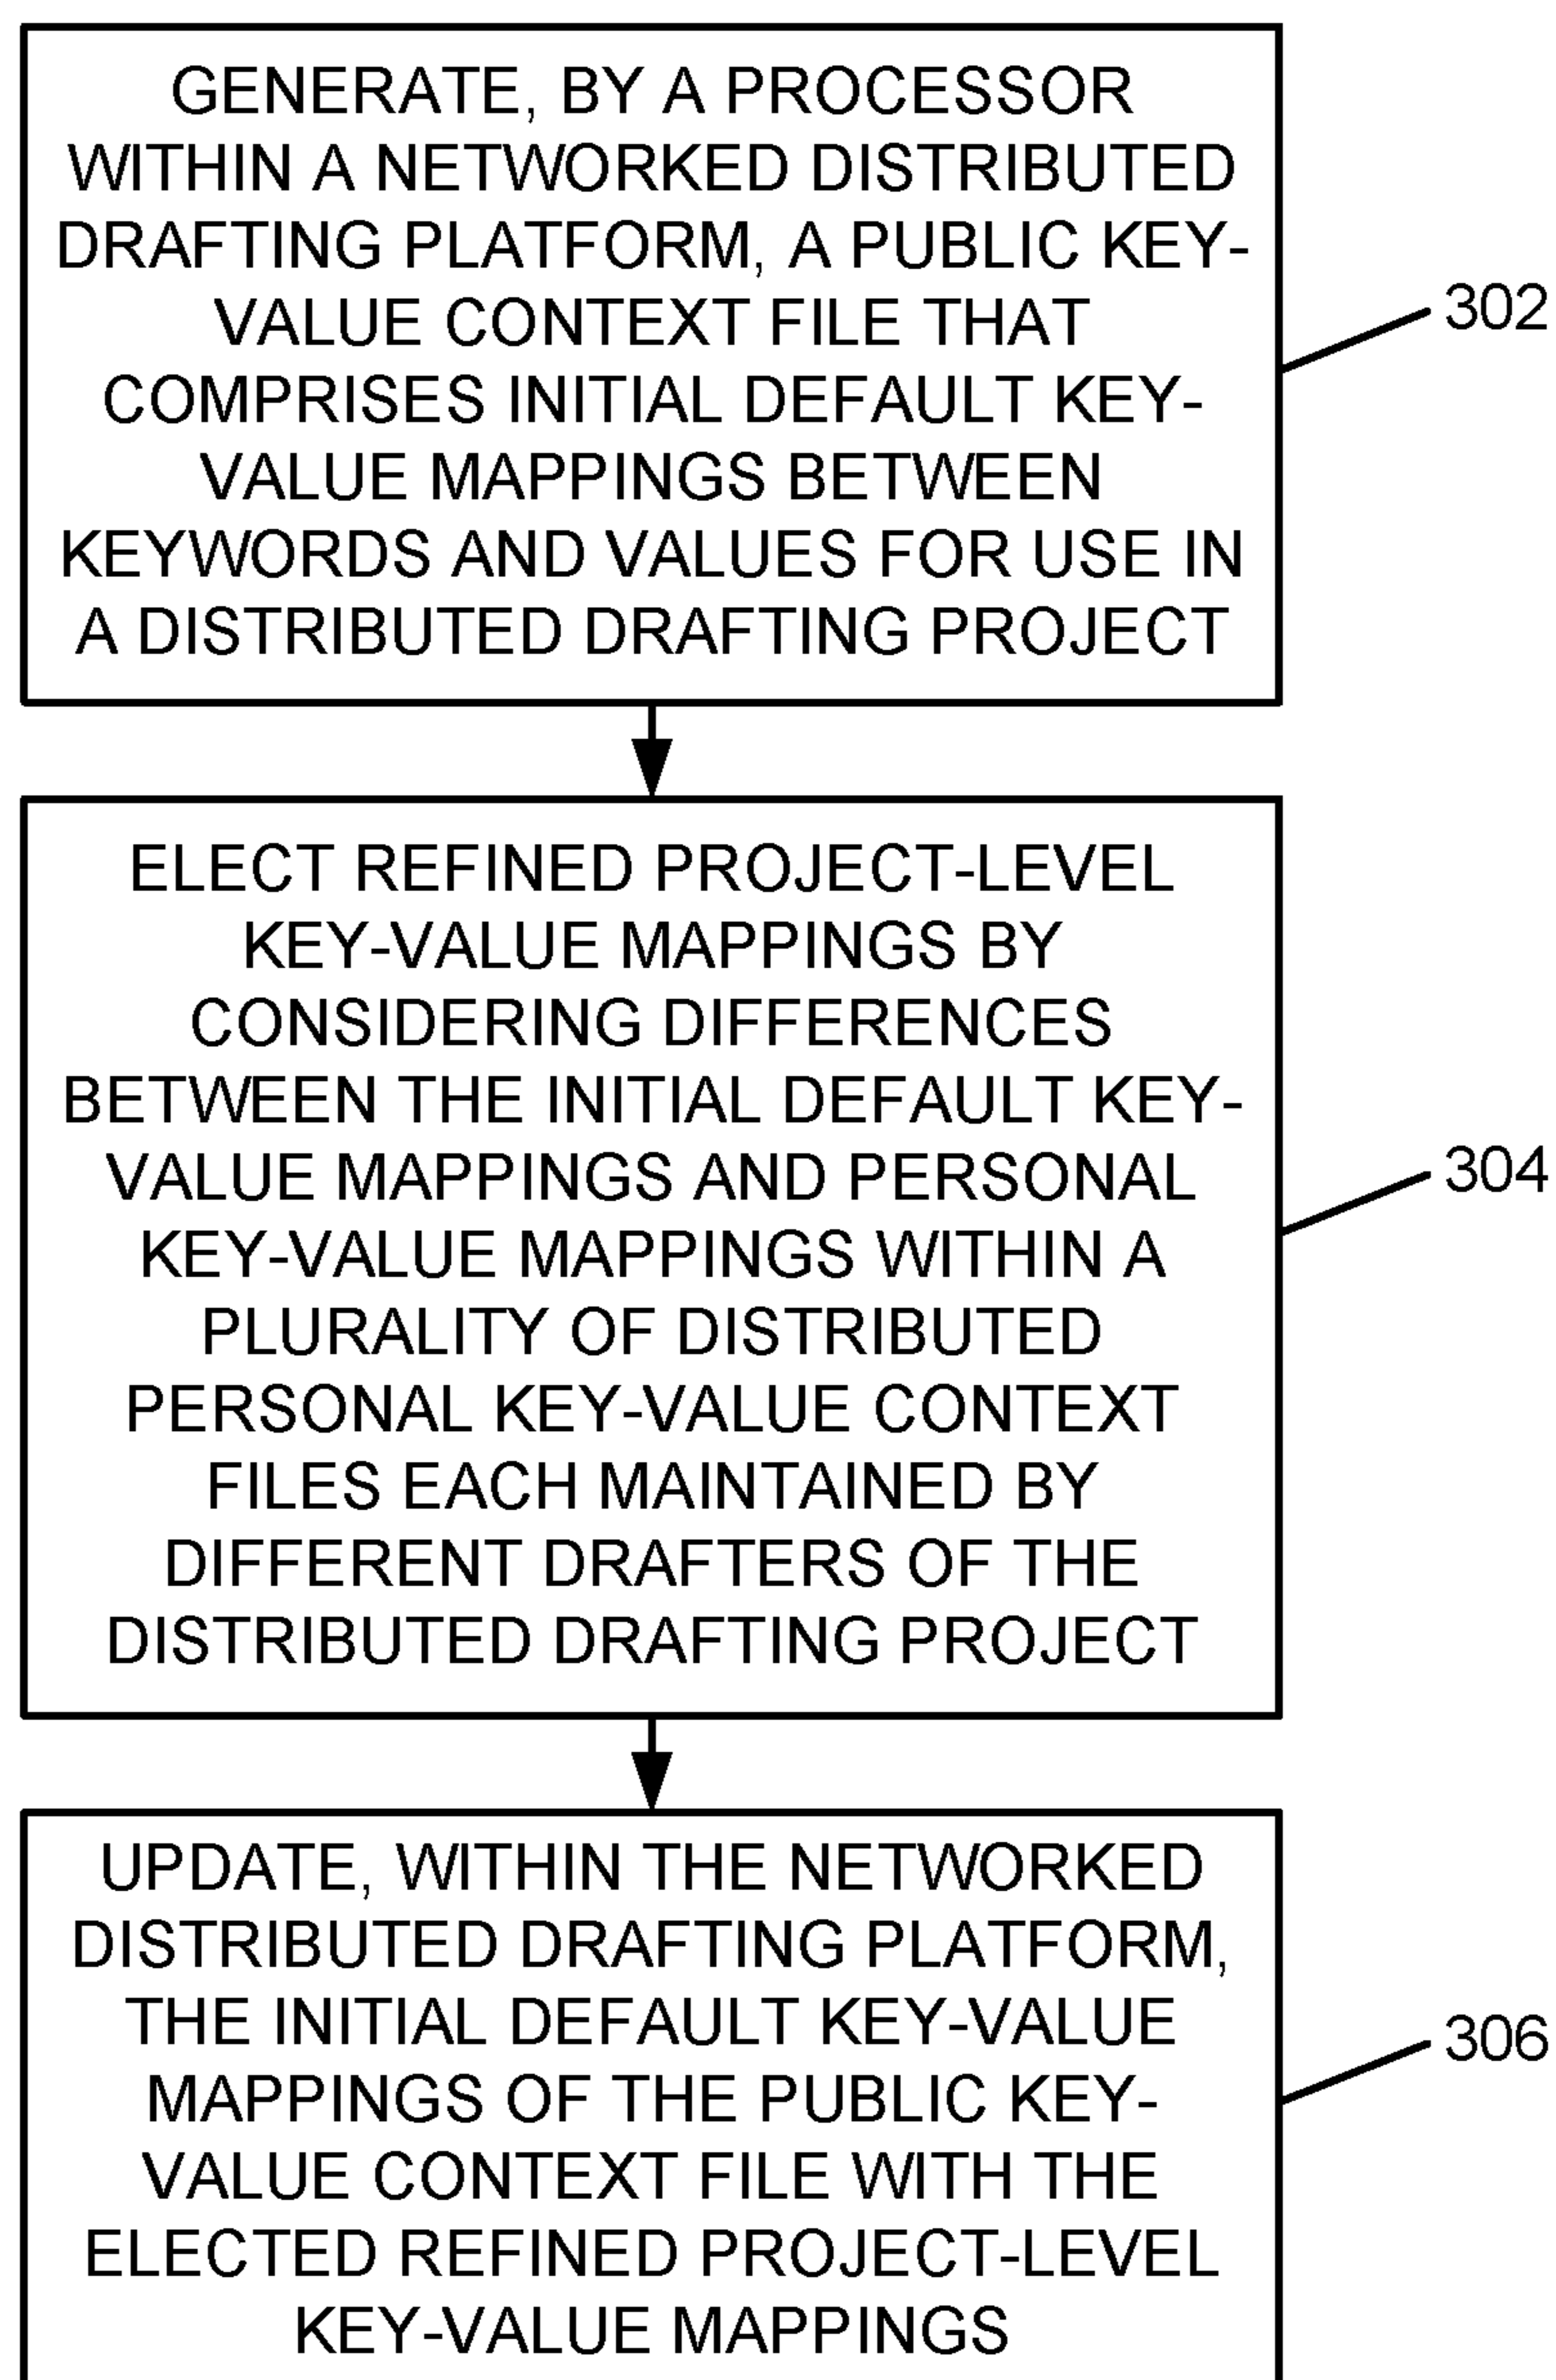 GENERATE, BY A PROCESSOR
WITHIN A NETWORKED DISTRIBUTED
DRAFTING PLATFORM, A PUBLIC KEY-
VALUE CONTEXT FILE THAT
COMPRISES INITIAL DEFAULT KEY-
VALUE MAPPINGS BETWEEN
KEYWORDS AND VALUES FOR USE IN
A DISTRIBUTED DRAFTING PROJECT
302
ELECT REFINED PROJECT-LEVEL
KEY-VALUE MAPPINGS BY
CONSIDERING DIFFERENCES
BETWEEN THE INITIAL DEFAULT KEY-
VALUE MAPPINGS AND PERSONAL
KEY-VALUE MAPPINGS WITHIN A
PLURALITY OF DISTRIBUTED
PERSONAL KEY-VALUE CONTEXT
FILES EACH MAINTAINED BY
DIFFERENT DRAFTERS OF THE
DISTRIBUTED DRAFTING PROJECT
304
UPDATE, WITHIN THE NETWORKED
DISTRIBUTED DRAFTING PLATFORM,
THE INITIAL DEFAULT KEY-VALUE
MAPPINGS OF THE PUBLIC KEY-
VALUE CONTEXT FILE WITH THE
ELECTED REFINED PROJECT-LEVEL
KEY-VALUE MAPPINGS
306